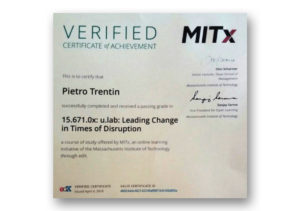 VERIFIED
CERTIFICATE of ACHIEVEMENT
MITx
This is to certify that
Pietro Trentin
successfully completed and received a passing grade in
15.671.0x: u.lab: Leading Change
in Times of Disruption
a course of study offered by MITx, an online learning
initiative of the Massachusetts Institute of Technology
through edX.
Massachusetts Institute of Technology
Sanjay Sarma
Massachusetts Institute of Technology
edX
VERIFIED CERTIFICATE
VALID CERTIFICATE ID